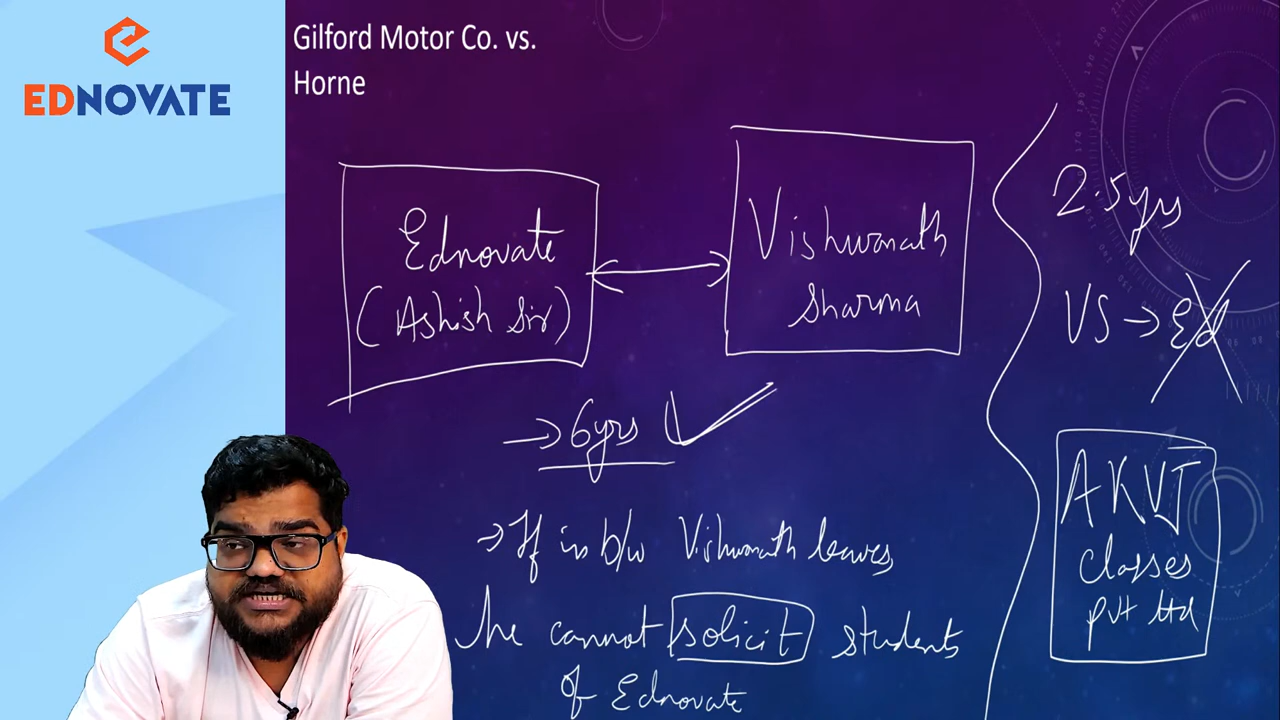 EDNOVATE
Gilford Motor Co. vs.
Horne
Ednovate
(Ashish Sir)
Vishwanath
Sharma
→ 6yrs
→ If in b/w Vishwanath leaves
he cannot solicit students
of Ednovate
2.5yrs
VS → Ed
AKVJ
Classes
pvt ltd